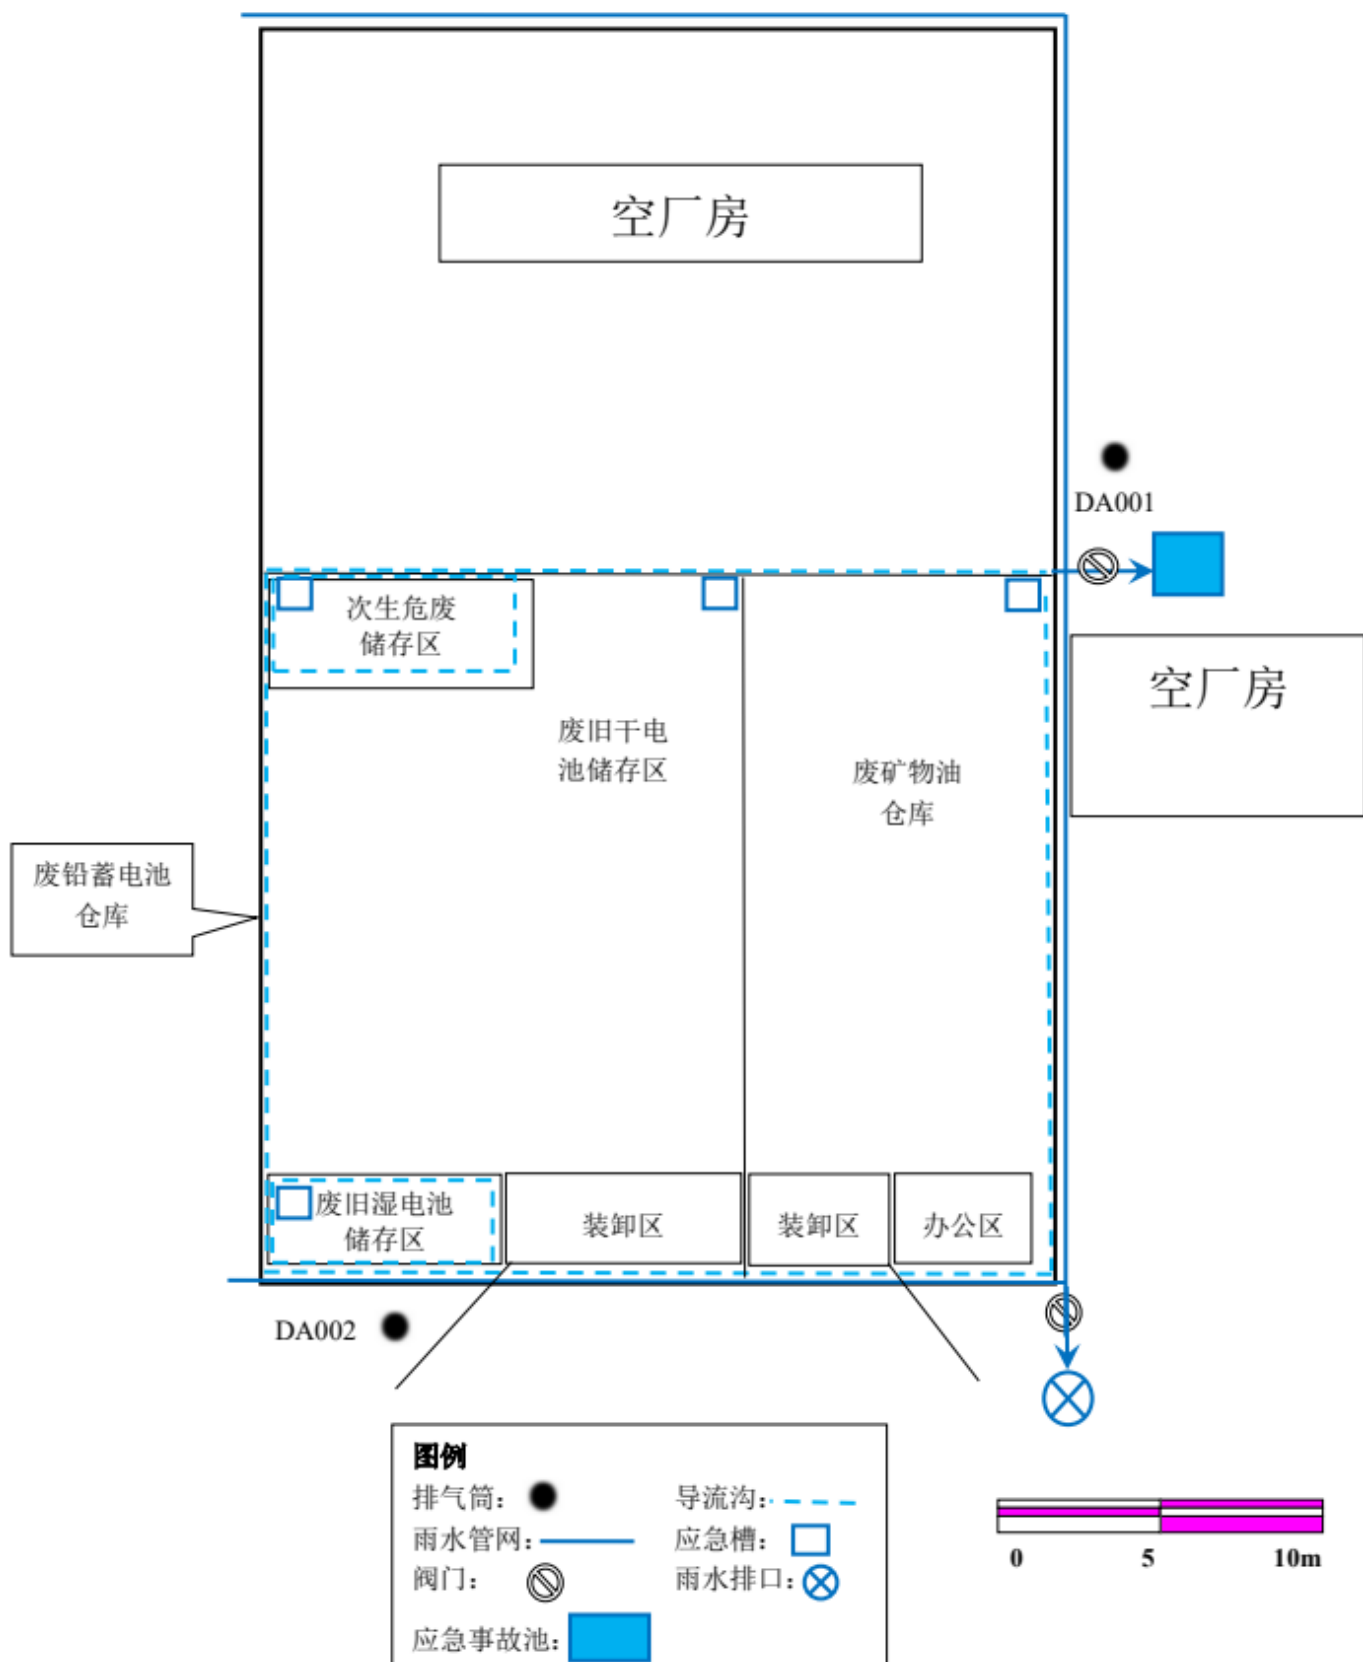 空厂房
DA001
次生危废
储存区
空厂房
废旧干电
池储存区
废矿物油
仓库
废铅蓄电池
仓库
废旧湿电池
储存区
装卸区
装卸区
办公区
DA002
图例
排气筒：
导流沟：
雨水管网：
应急槽：
阀门：
雨水排口：
应急事故池：
0 5 10m